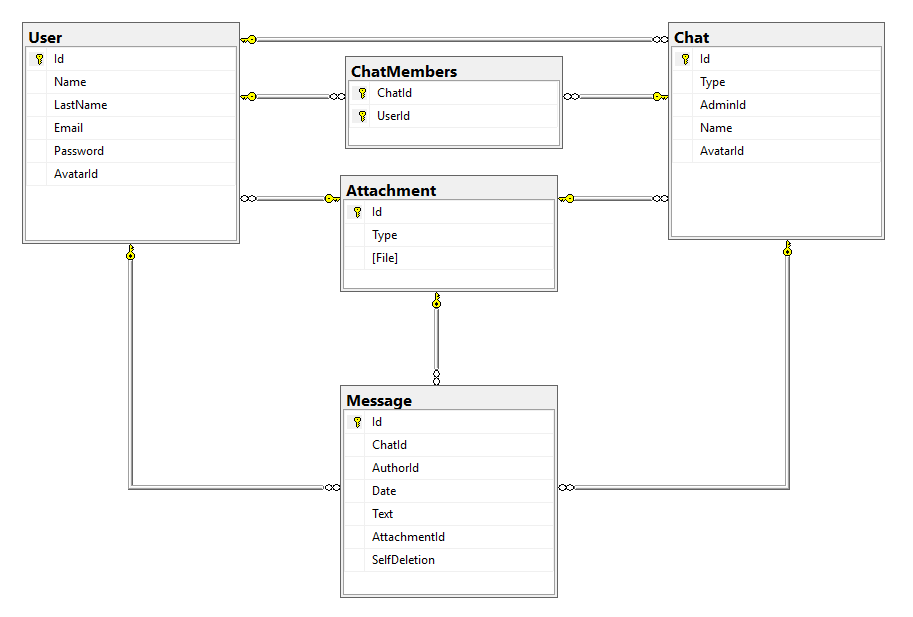 User
Id
Name
LastName
Email
Password
AvatarId
ChatMembers
ChatId
UserId
Chat
Id
Type
AdminId
Name
AvatarId
Attachment
Id
Type
[File]
Message
Id
ChatId
AuthorId
Date
Text
AttachmentId
SelfDeletion